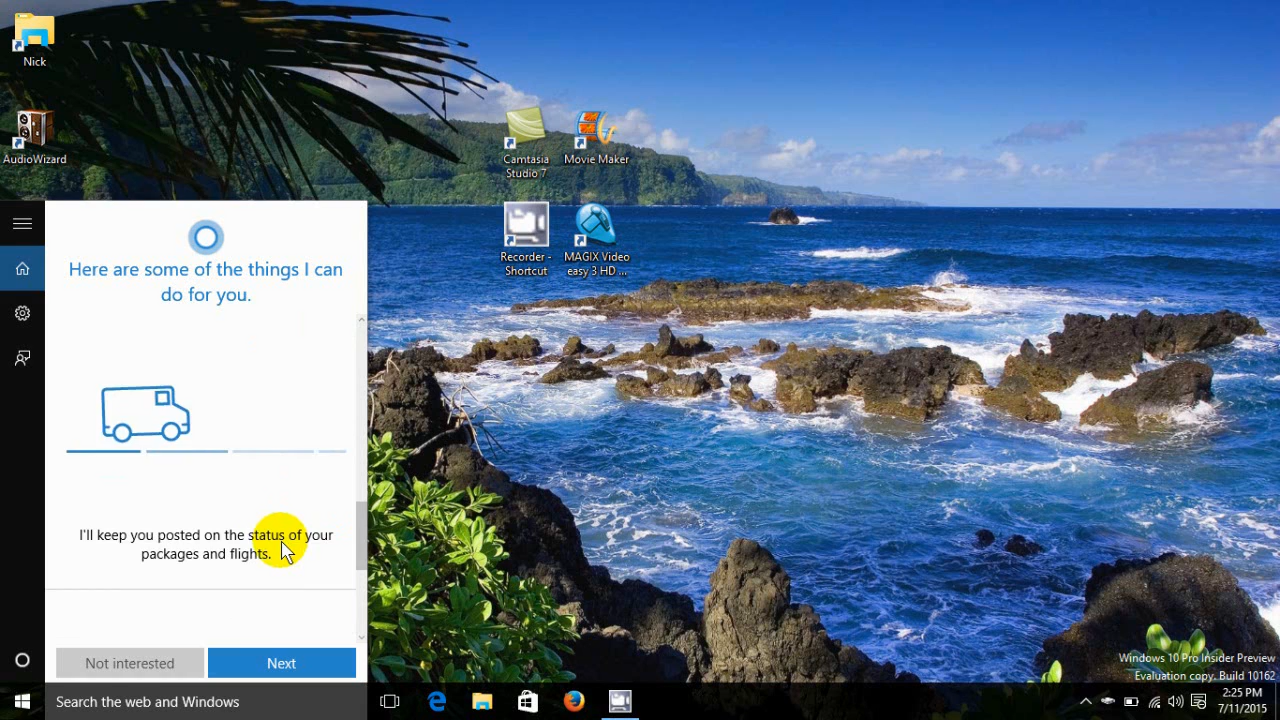 Nick
AudioWizard
Camtasia
Studio 7
Movie Maker
Recorder -
Shortcut
MAGIX Video
easy 3 HD ...
Here are some of the things I can
do for you.
I'll keep you posted on the status of your
packages and flights.
Not interested
Next
Windows 10 Pro Insider Preview
Evaluation copy. Build 10162
Search the web and Windows
2:25 PM
7/11/2015